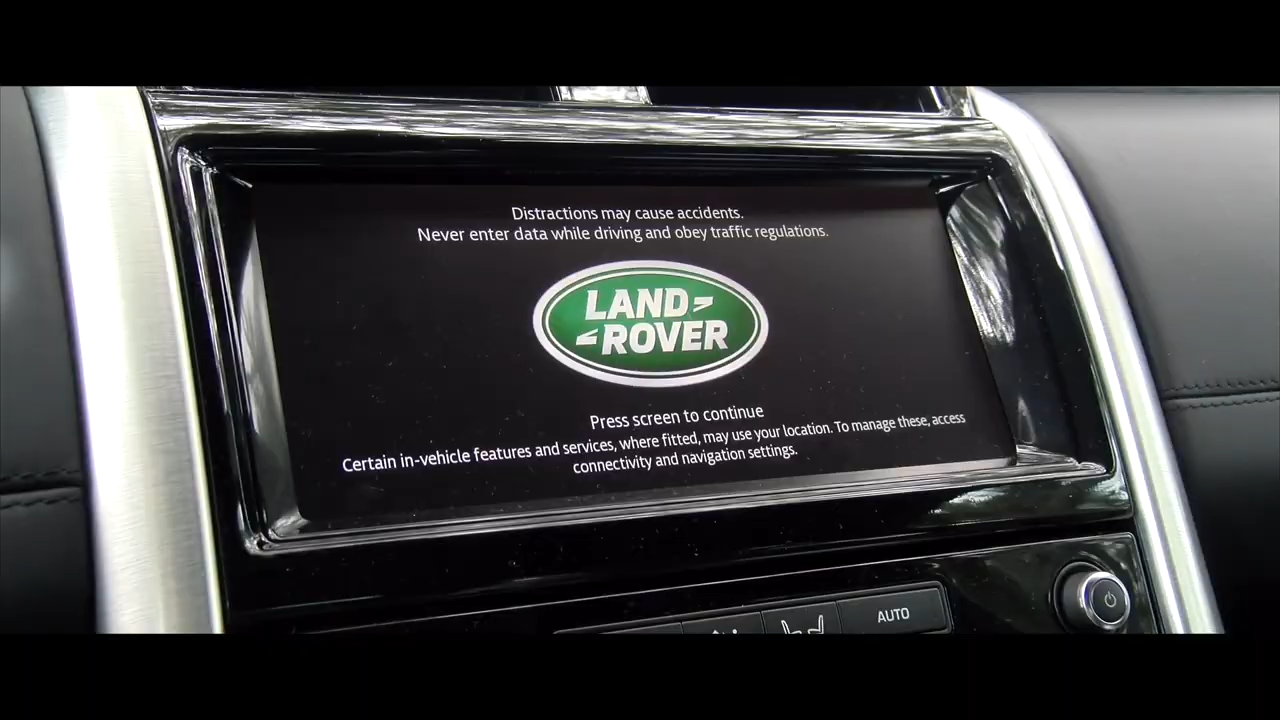 Distractions may cause accidents.
Never enter data while driving and obey traffic regulations.
LAND
ROVER
Press screen to continue
Certain in-vehicle features and services, where fitted, may use your location. To manage these, access
connectivity and navigation settings.
AUTO